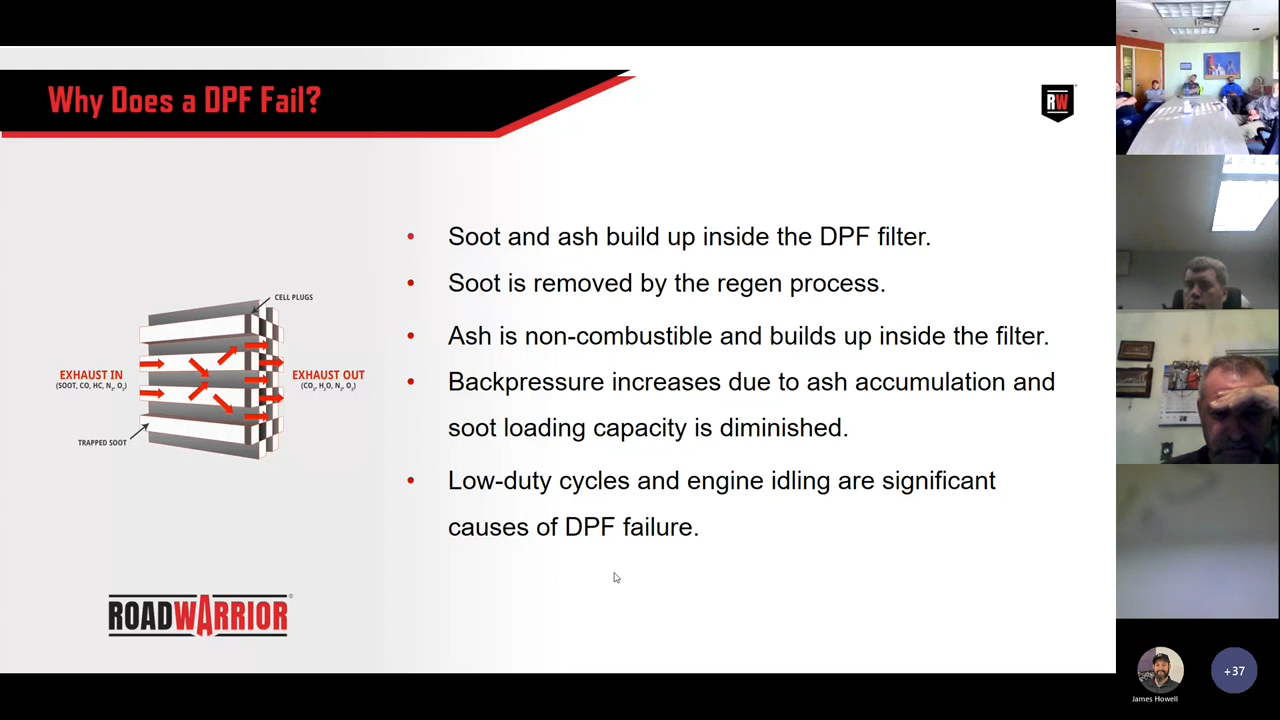 Why Does a DPF Fail?
RW
• Soot and ash build up inside the DPF filter.
• Soot is removed by the regen process.
• Ash is non-combustible and builds up inside the filter.
• Backpressure increases due to ash accumulation and
soot loading capacity is diminished.
• Low-duty cycles and engine idling are significant
causes of DPF failure.
CELL PLUGS
EXHAUST IN
(SOOT, CO, HC, N₂, O₂)
EXHAUST OUT
(CO₂, H₂O, N₂, O₂)
TRAPPED SOOT
ROADWARRIOR®
James Howell
+37